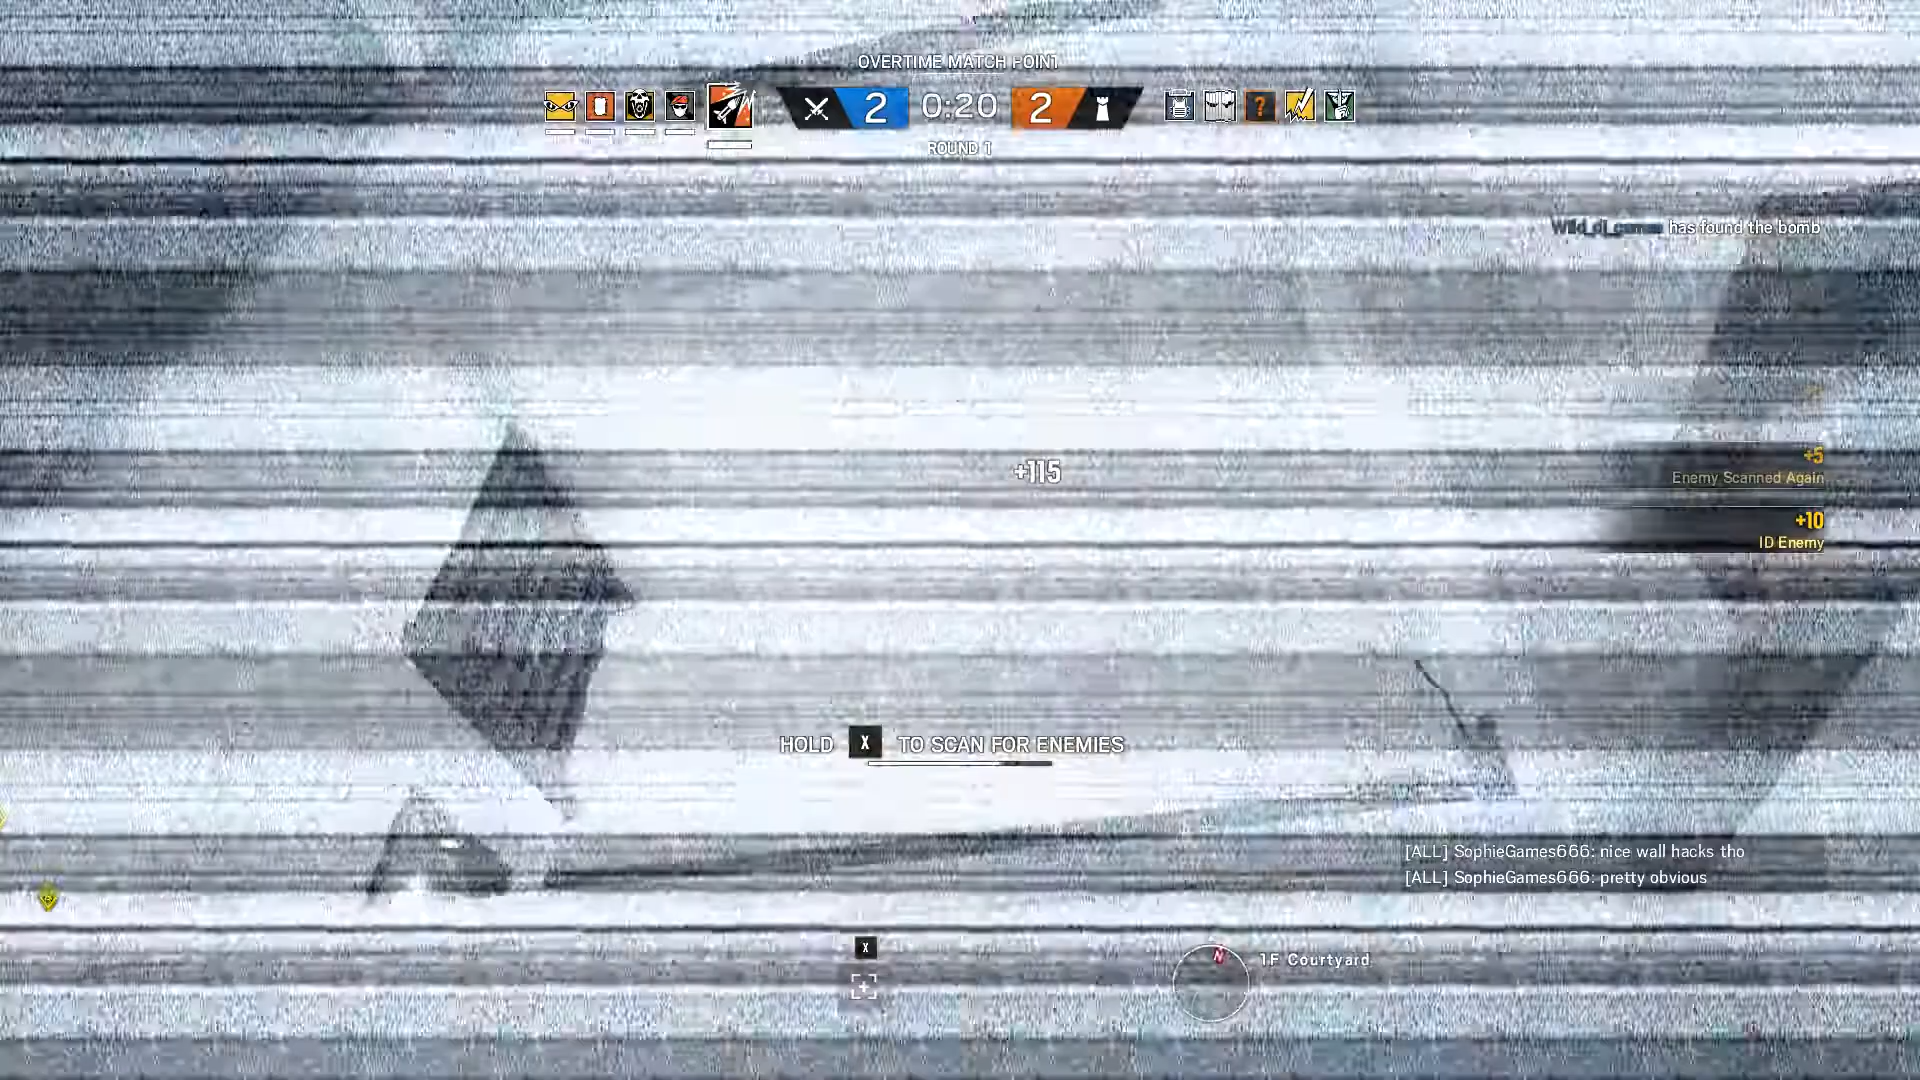 OVERTIME MATCH POINT
2 0:20 2
?
ROUND 1
Wild_dj_games has found the bomb
+5
Enemy Scanned Again
+115
+10
ID Enemy
HOLD X TO SCAN FOR ENEMIES
[ALL] SophieGames666: nice wall hacks tho
[ALL] SophieGames666: pretty obvious
X
N
1F Courtyard